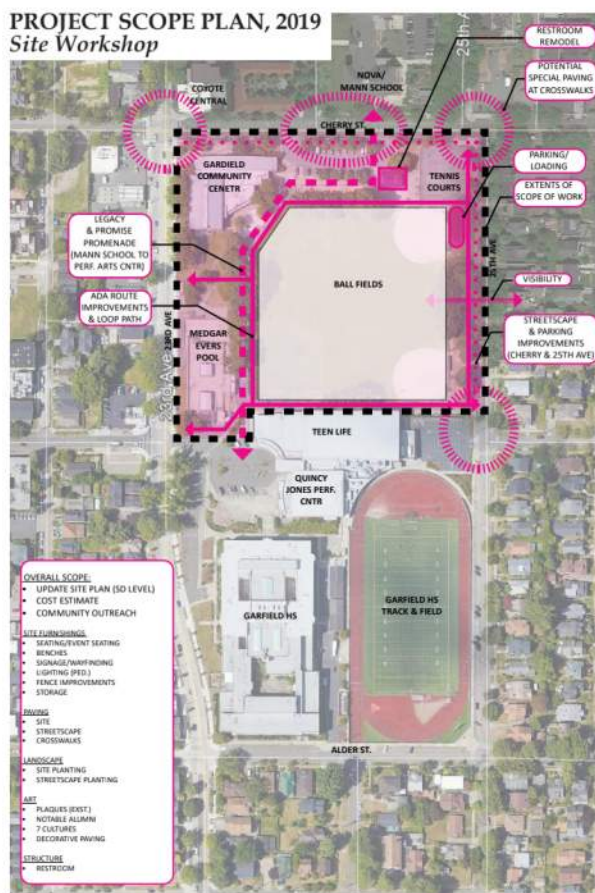 PROJECT SCOPE PLAN, 2019
Site Workshop
25th A
RESTROOM
REMODEL
POTENTIAL
SPECIAL PAVING
AT CROSSWALKS
COYOTE
CENTRAL
NOVA/
MANN SCHOOL
CHERRY ST.
GARDIELD
COMMUNITY
CENETR
TENNIS
COURTS
PARKING/
LOADING
EXTENTS OF
SCOPE OF WORK
LEGACY
& PROMISE
PROMENADE
(MANN SCHOOL TO
PERF. ARTS CNTR)
25TH AVE
BALL FIELDS
VISIBILITY
ADA ROUTE
IMPROVEMENTS
& LOOP PATH
23RD AVE
23rd Ave
MEDGAR
EVERS
POOL
STREETSCAPE
& PARKING
IMPROVEMENTS
(CHERRY & 25TH AVE)
TEEN LIFE
QUINCY
JONES PERF.
CNTR
GARFIELD HS
GARFIELD HS
TRACK & FIELD
ALDER ST.
OVERALL SCOPE:
• UPDATE SITE PLAN (SD LEVEL)
• COST ESTIMATE
• COMMUNITY OUTREACH
SITE FURNISHINGS
• SEATING/EVENT SEATING
• BENCHES
• SIGNAGE/WAYFINDING
• LIGHTING (PED.)
• FENCE IMPROVEMENTS
• STORAGE
PAVING
• SITE
• STREETSCAPE
• CROSSWALKS
LANDSCAPE
• SITE PLANTING
• STREETSCAPE PLANTING
ART
• PLAQUES (EXST.)
• NOTABLE ALUMNI
• 7 CULTURES
• DECORATIVE PAVING
STRUCTURE
• RESTROOM